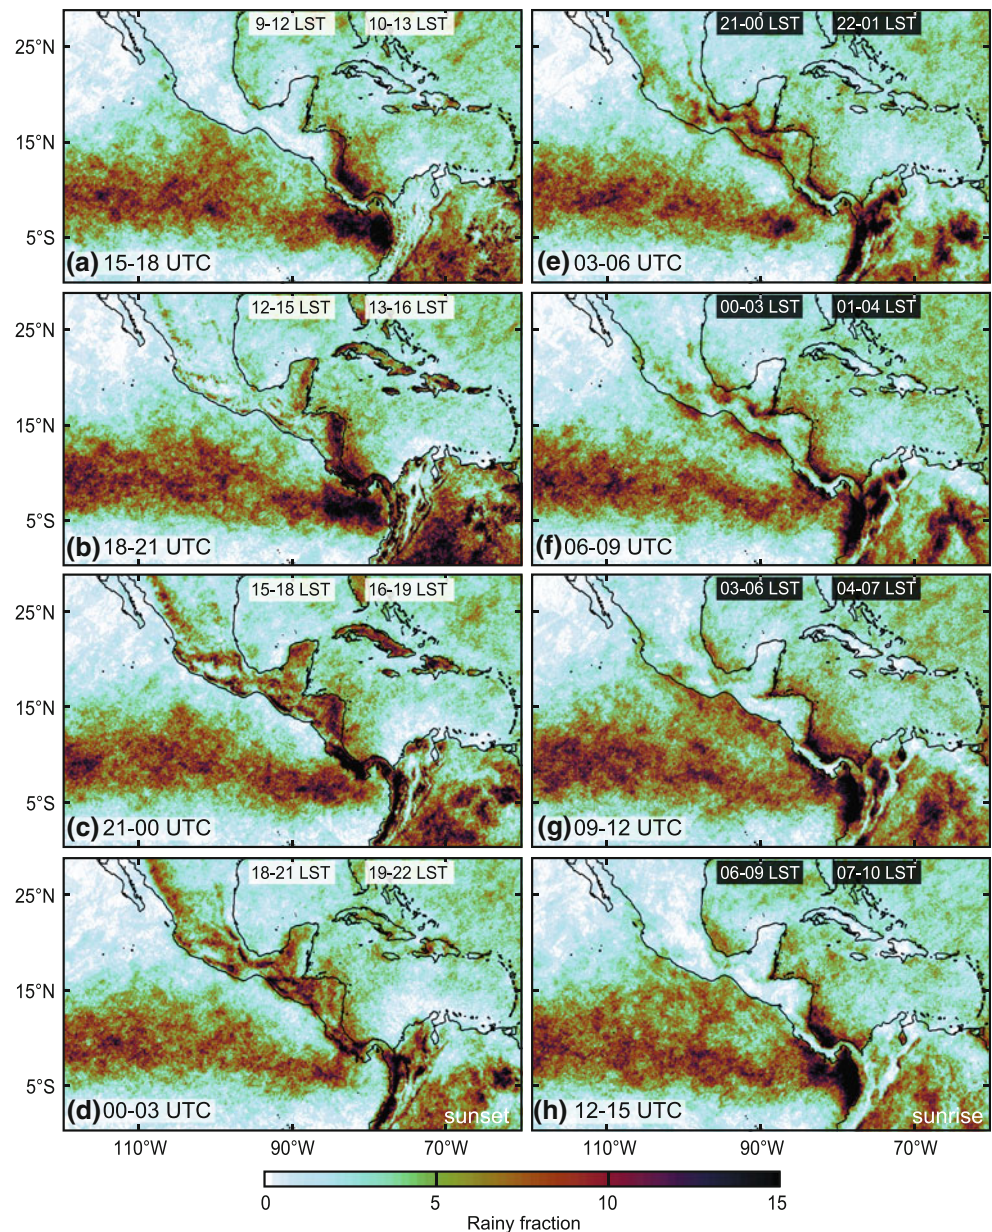 9-12 LST 10-13 LST
25°N
15°N
5°S
(a) 15-18 UTC
12-15 LST 13-16 LST
25°N
15°N
5°S
(b) 18-21 UTC
15-18 LST 16-19 LST
25°N
15°N
5°S
(c) 21-00 UTC
18-21 LST 19-22 LST
25°N
15°N
5°S
(d) 00-03 UTC
sunset
110°W 90°W 70°W
21-00 LST 22-01 LST
(e) 03-06 UTC
00-03 LST 01-04 LST
(f) 06-09 UTC
03-06 LST 04-07 LST
(g) 09-12 UTC
06-09 LST 07-10 LST
(h) 12-15 UTC
sunrise
110°W 90°W 70°W
0 5 10 15
Rainy fraction